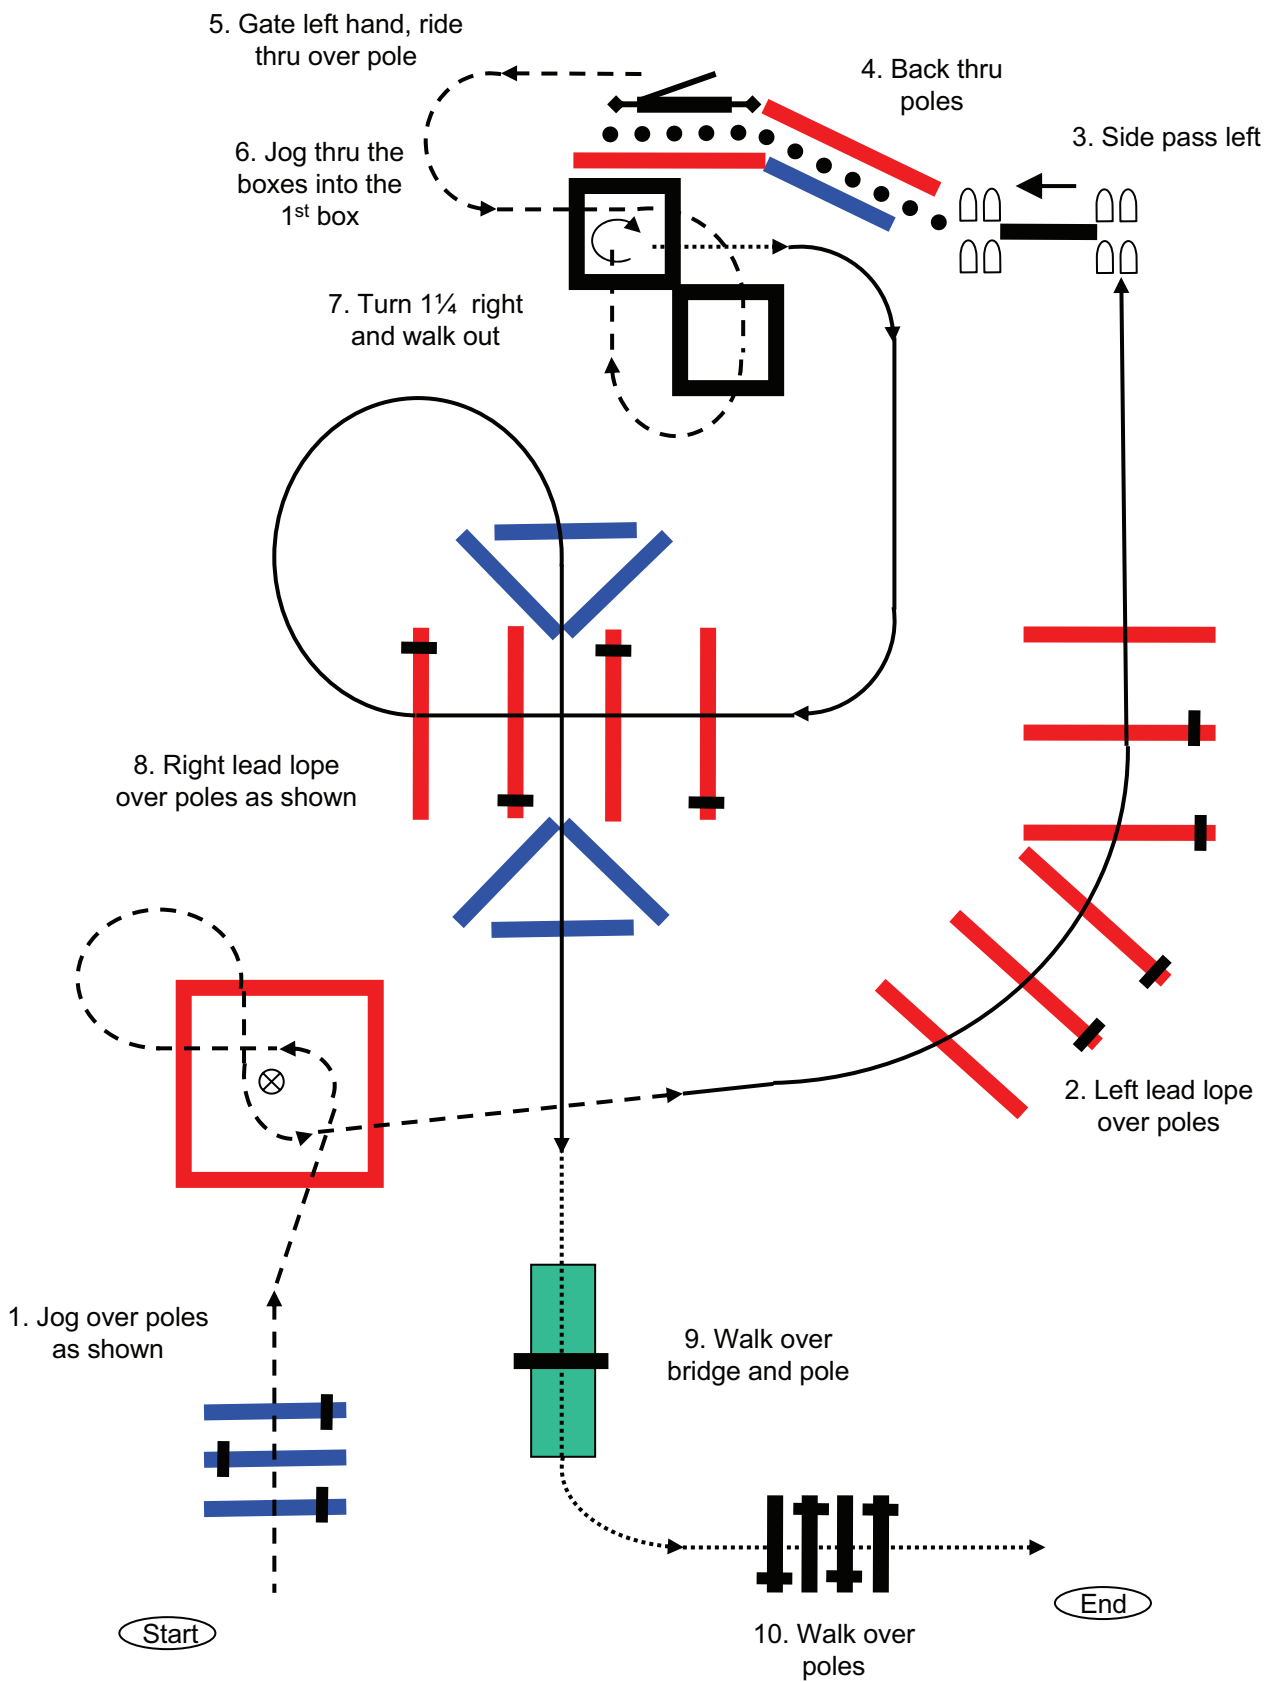 5. Gate left hand, ride
thru over pole
4. Back thru
poles
3. Side pass left
6. Jog thru the
boxes into the
1st box
7. Turn 1¼ right
and walk out
8. Right lead lope
over poles as shown
2. Left lead lope
over poles
1. Jog over poles
as shown
9. Walk over
bridge and pole
End
Start
10. Walk over
poles